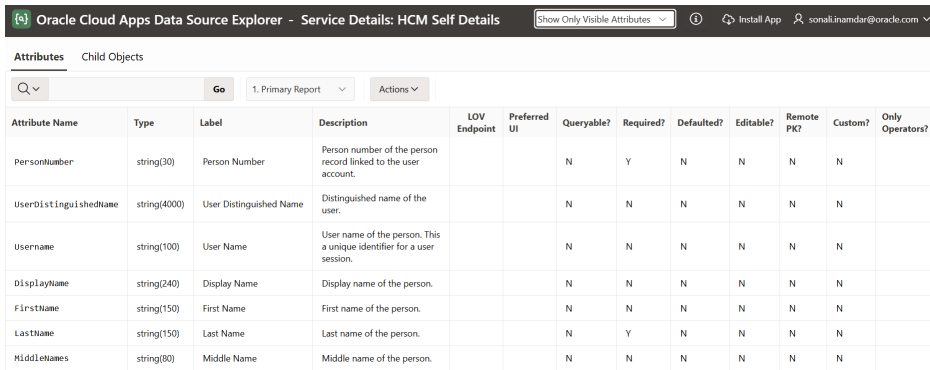 {a} Oracle Cloud Apps Data Source Explorer - Service Details: HCM Self Details Show Only Visible Attributes Install App sonali.inamdar@oracle.com
Attributes Child Objects
Go 1. Primary Report Actions
Attribute Name Type Label Description LOV Endpoint Preferred UI Queryable? Required? Defaulted? Editable? Remote PK? Custom? Only Operators?
PersonNumber string(30) Person Number Person number of the person record linked to the user account. N Y N N N N
UserDistinguishedName string(4000) User Distinguished Name Distinguished name of the user. N N N N N N
Username string(100) User Name User name of the person. This a unique identifier for a user session. N N N N N N
DisplayName string(240) Display Name Display name of the person. N N N N N N
FirstName string(150) First Name First name of the person. N N N N N N
LastName string(150) Last Name Last name of the person. N Y N N N N
MiddleNames string(80) Middle Name Middle name of the person. N N N N N N